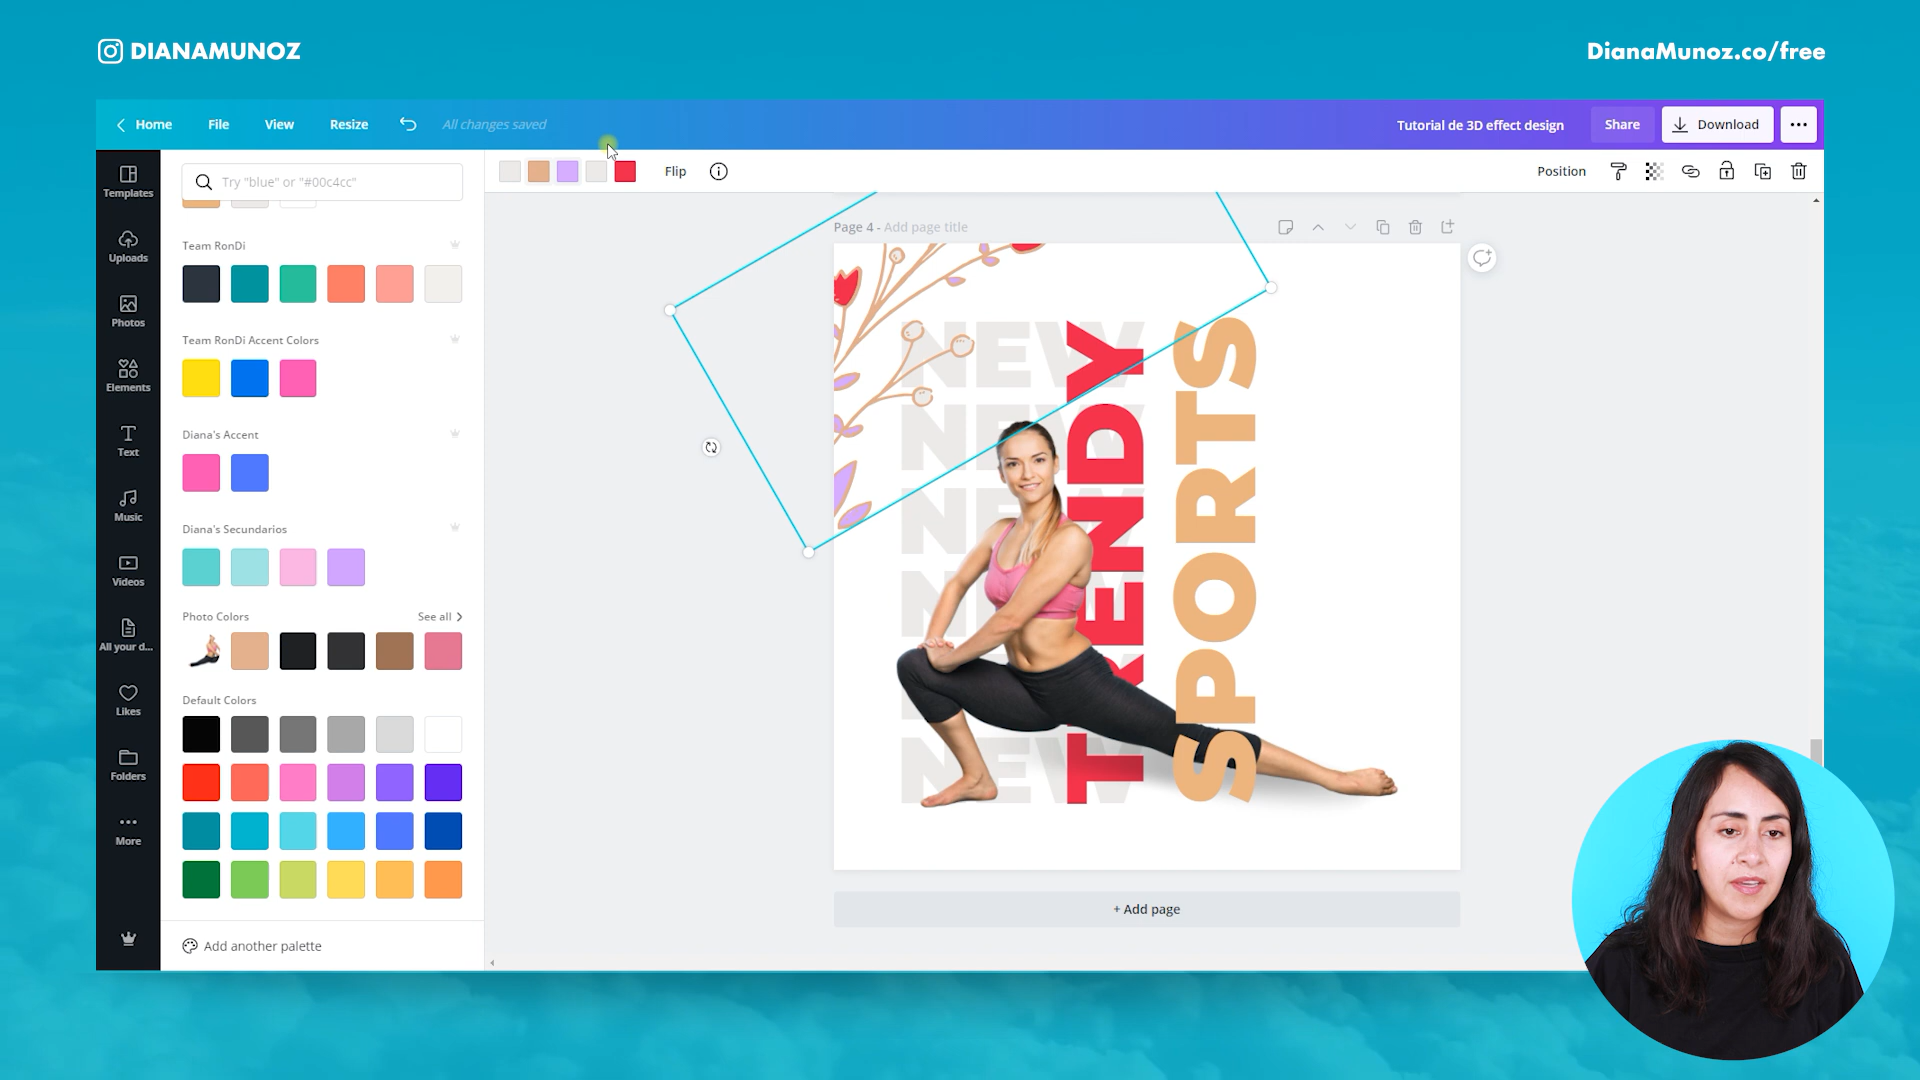 DIANAMUNOZ
DianaMunoz.co/free
Home
File
View
Resize
All changes saved
Tutorial de 3D effect design
Share
Download
Try "blue" or "#00c4cc"
Flip
Position
Templates
Uploads
Photos
Elements
Text
Music
Videos
All your d...
Likes
Folders
More
Team RonDi
Team RonDi Accent Colors
Diana's Accent
Diana's Secundarios
Photo Colors
See all
Default Colors
Add another palette
Page 4 - Add page title
NEW
NEW
NE
N
NEW
TRENDY
SPORTS
+ Add page